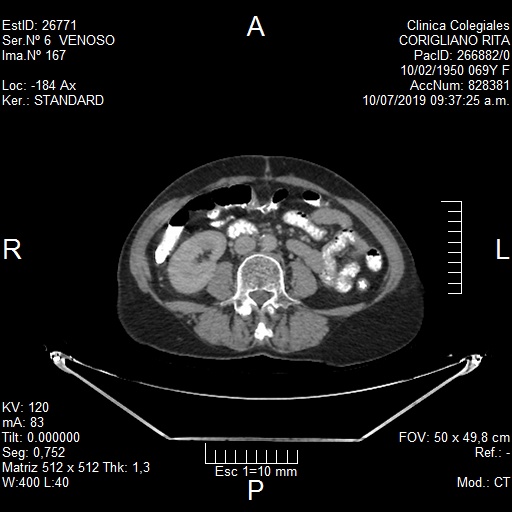 EstID: 26771
Ser.Nº 6  VENOSO
Ima.Nº 167
Loc: -184 Ax
Ker.: STANDARD
A
Clinica Colegiales
CORIGLIANO RITA
PacID: 266882/0
10/02/1950 069Y F
AccNum: 828381
10/07/2019 09:37:25 a.m.
R
L
KV: 120
mA: 83
Tilt: 0.000000
Seg: 0,752
Matriz 512 x 512 Thk: 1,3
W:400 L:40
Esc 1=10 mm
P
FOV: 50 x 49,8 cm
Ref.: -
Mod.: CT